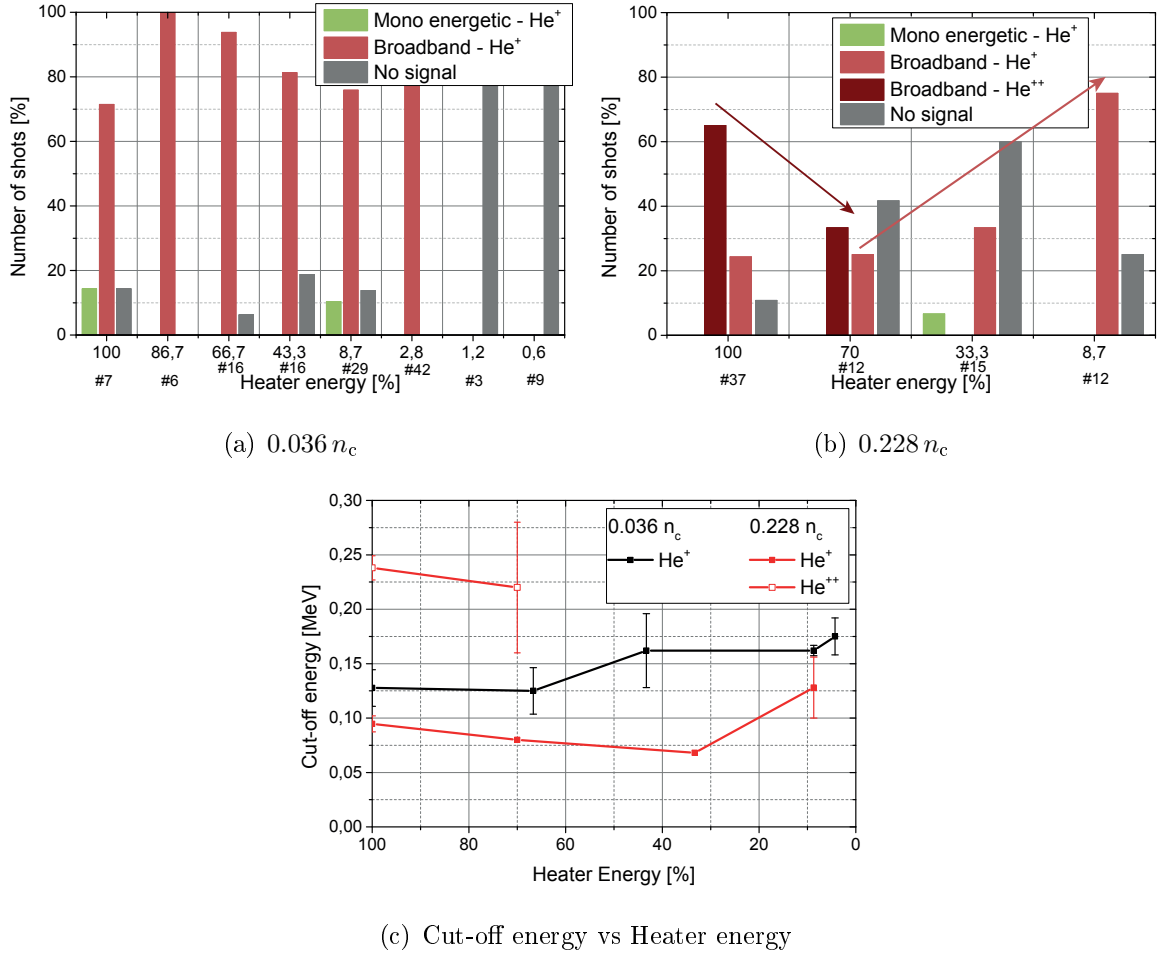 Mono energetic - He+
Broadband - He+
No signal
Number of shots [%]
100
80
60
40
20
0
100 86,7 66,7 43,3 8,7 2,8 1,2 0,6
#7 #6 #16 #16 #29 #42 #3 #9
Heater energy [%]
(a) 0.036 nc
Mono energetic - He+
Broadband - He+
Broadband - He++
No signal
Number of shots [%]
100
80
60
40
20
0
100 70 33,3 8,7
#37 #12 #15 #12
Heater energy [%]
(b) 0.228 nc
0.036 nc 0.228 nc
He+ He+
He++
Cut-off energy [MeV]
0,30
0,25
0,20
0,15
0,10
0,05
0,00
100 80 60 40 20 0
Heater Energy [%]
(c) Cut-off energy vs Heater energy